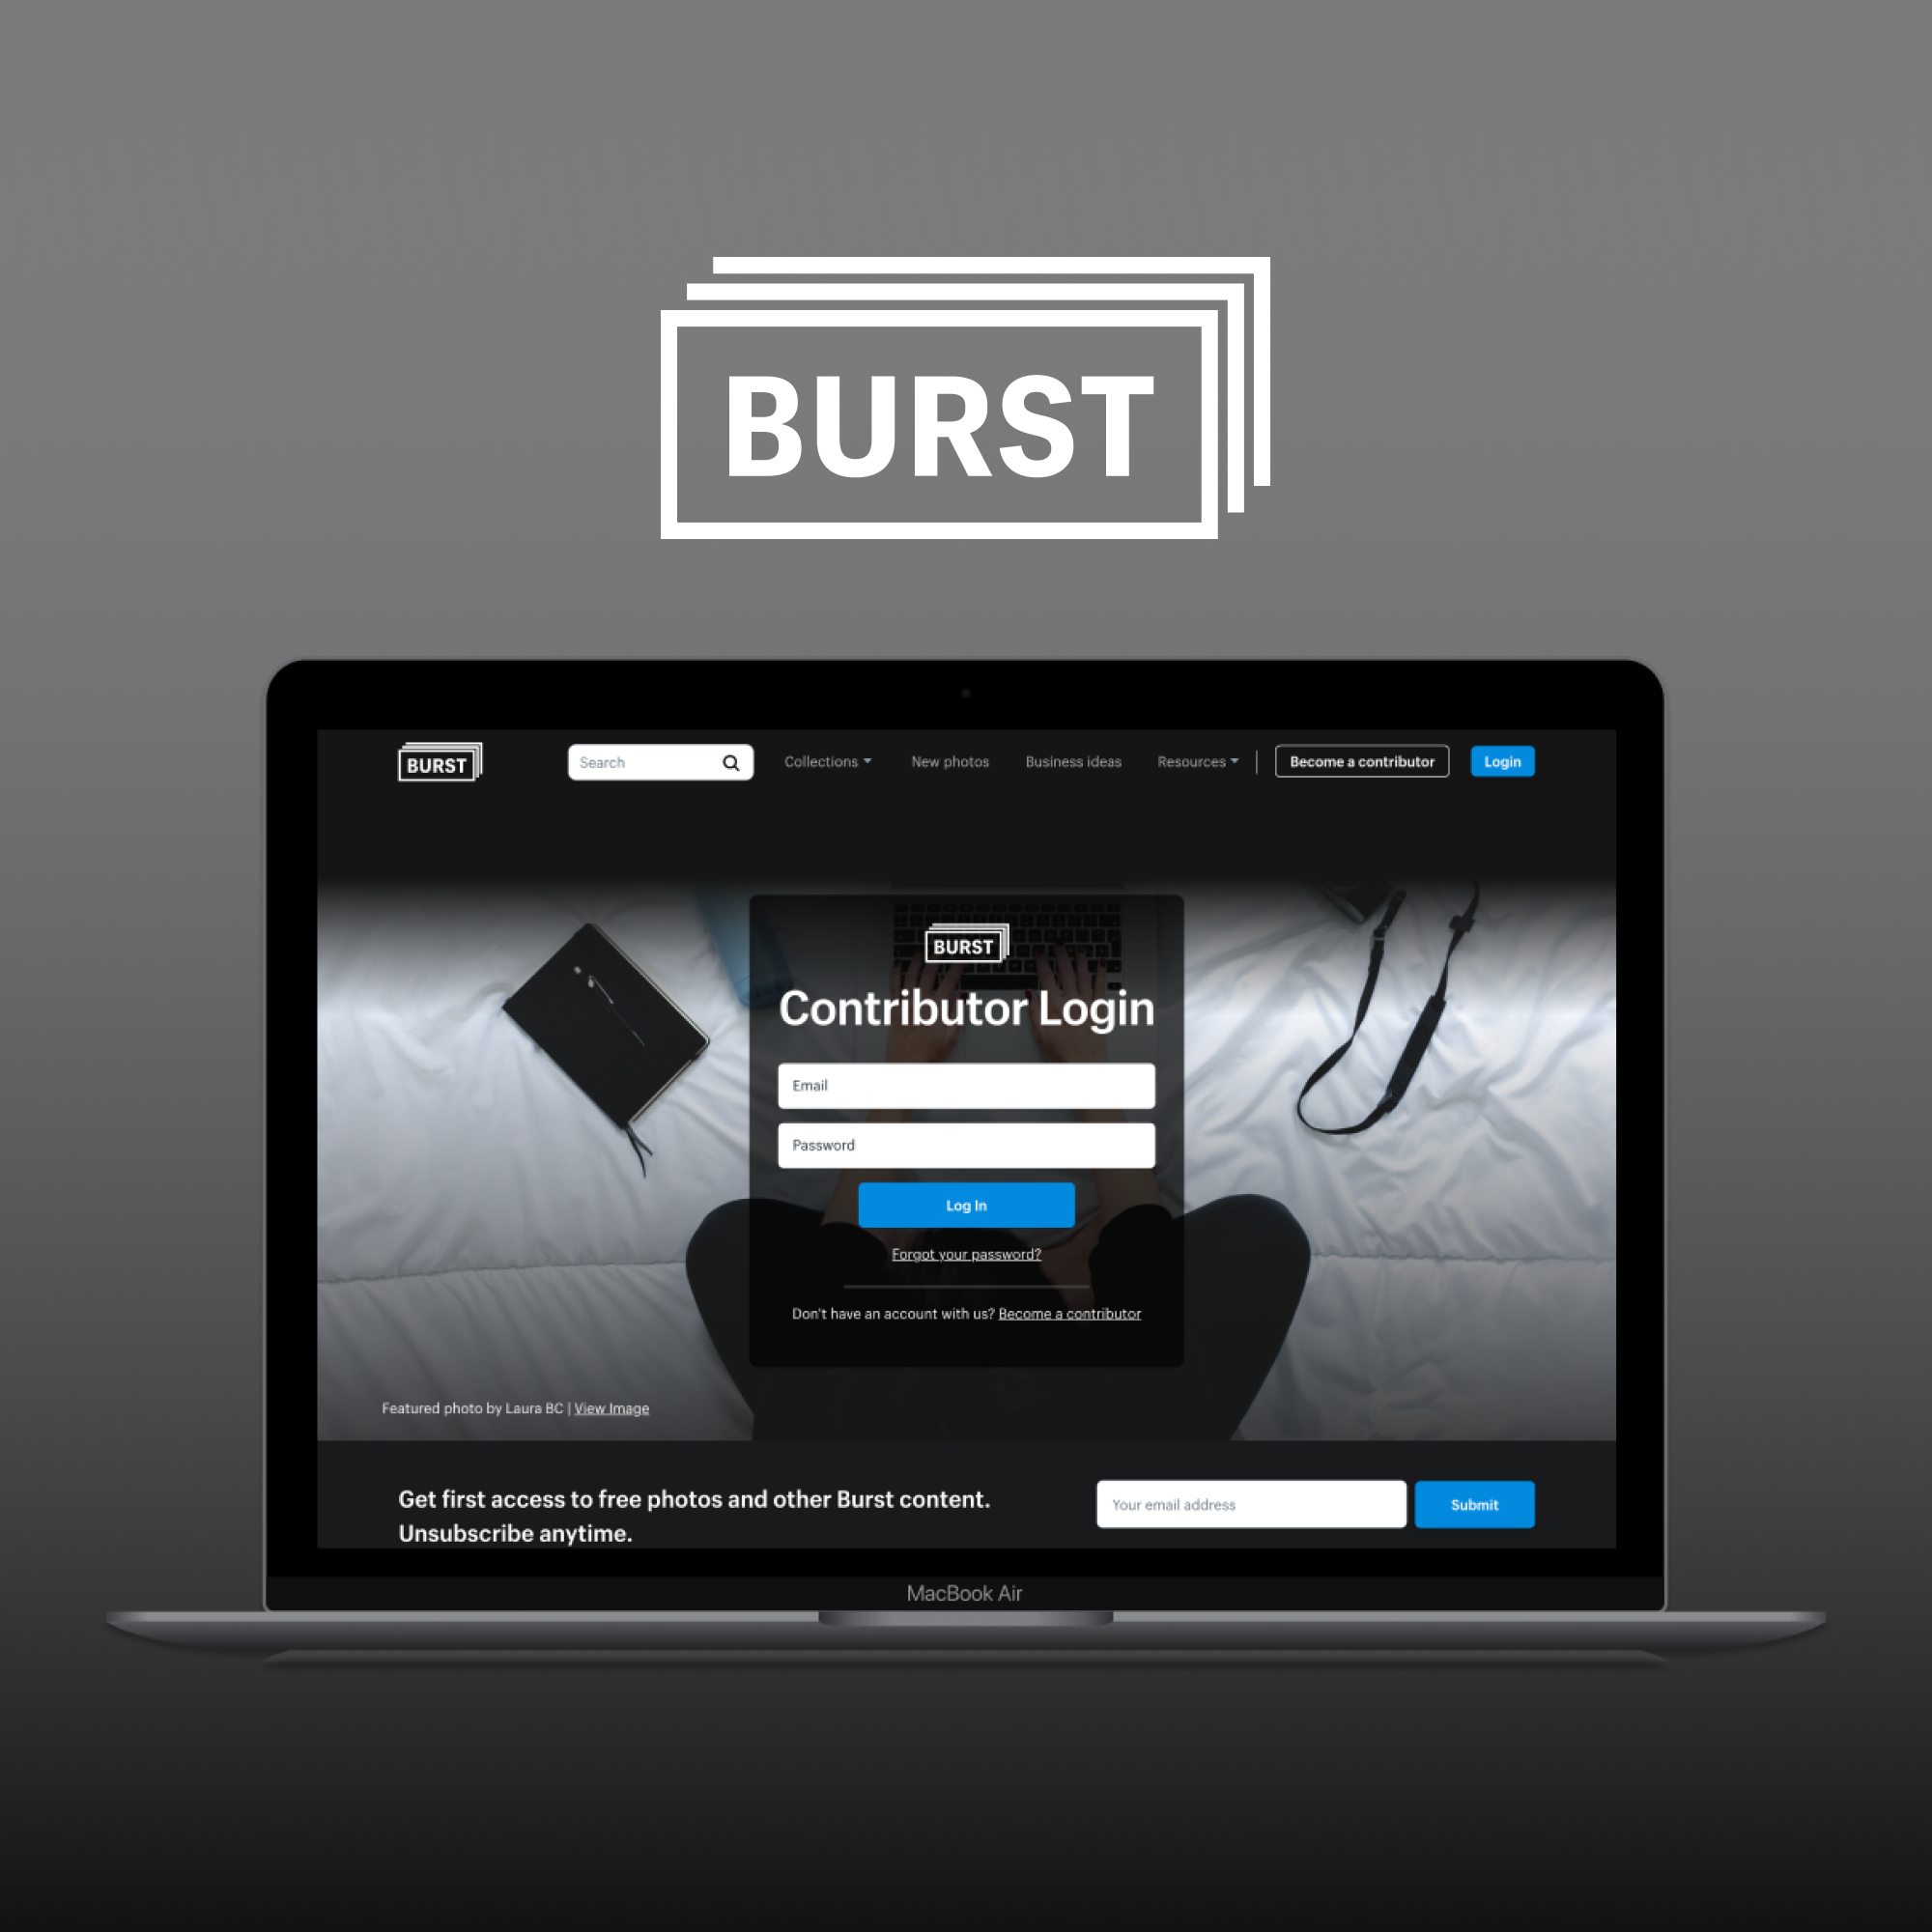 BURST
BURST
Search
Collections
New photos
Business ideas
Resources
Become a contributor
Login
BURST
Contributor Login
Email
Password
Log In
Forgot your password?
Don't have an account with us? Become a contributor
Featured photo by Laura BC | View Image
Get first access to free photos and other Burst content.
Unsubscribe anytime.
Your email address
Submit
MacBook Air